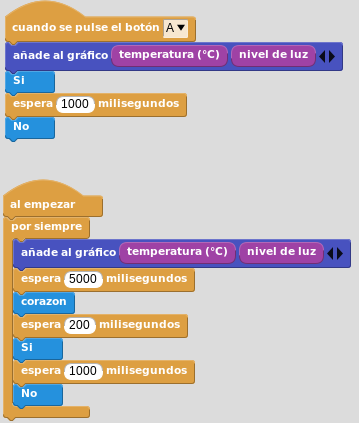 cuando se pulse el botón A
añade al gráfico temperatura (°C) nivel de luz
Si
espera 1000 milisegundos
No
al empezar
por siempre
añade al gráfico temperatura (°C) nivel de luz
espera 5000 milisegundos
corazon
espera 200 milisegundos
Si
espera 1000 milisegundos
No